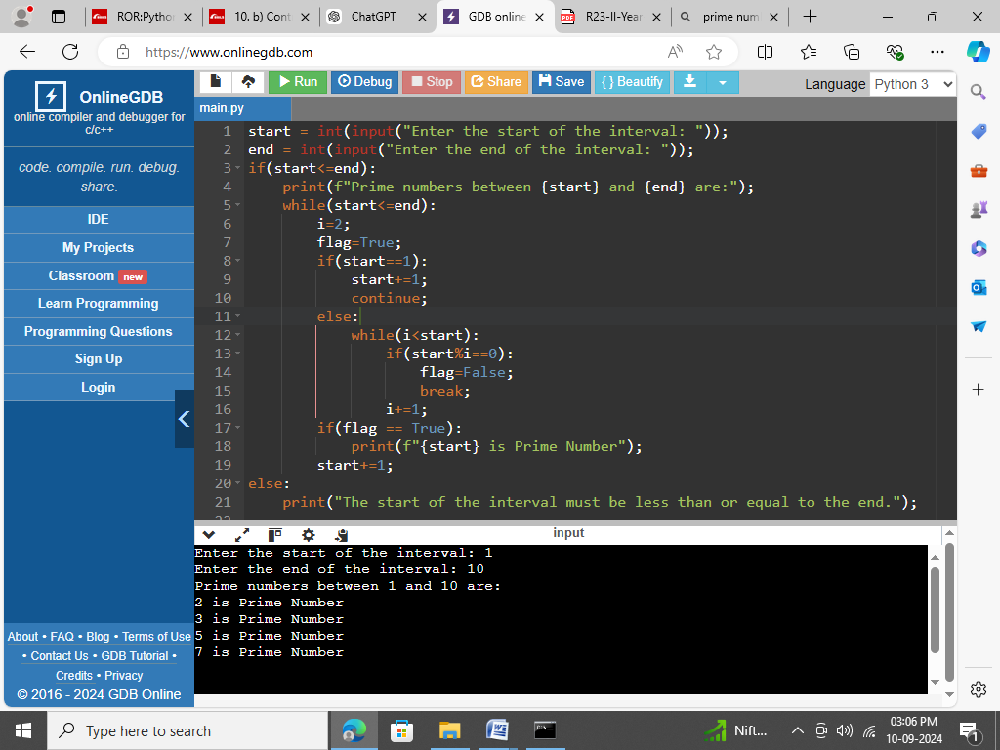 ROR:Pytho
10. b) Cont
ChatGPT
GDB online
R23-II-Year
prime num
https://www.onlinegdb.com
OnlineGDB
online compiler and debugger for
c/c++
code. compile. run. debug.
share.
IDE
My Projects
Classroom new
Learn Programming
Programming Questions
Sign Up
Login
About • FAQ • Blog • Terms of Use
• Contact Us • GDB Tutorial •
Credits • Privacy
© 2016 - 2024 GDB Online
Run Debug Stop Share Save { } Beautify
Language Python 3
main.py
1 start = int(input("Enter the start of the interval: "));
2 end = int(input("Enter the end of the interval: "));
3 if(start<=end):
4     print(f"Prime numbers between {start} and {end} are:");
5     while(start<=end):
6         i=2;
7         flag=True;
8         if(start==1):
9             start+=1;
10             continue;
11         else:
12             while(i<start):
13                 if(start%i==0):
14                     flag=False;
15                     break;
16                 i+=1;
17         if(flag == True):
18             print(f"{start} is Prime Number");
19         start+=1;
20 else:
21     print("The start of the interval must be less than or equal to the end.");
input
Enter the start of the interval: 1
Enter the end of the interval: 10
Prime numbers between 1 and 10 are:
2 is Prime Number
3 is Prime Number
5 is Prime Number
7 is Prime Number
Type here to search
Nift...
03:06 PM
10-09-2024
1